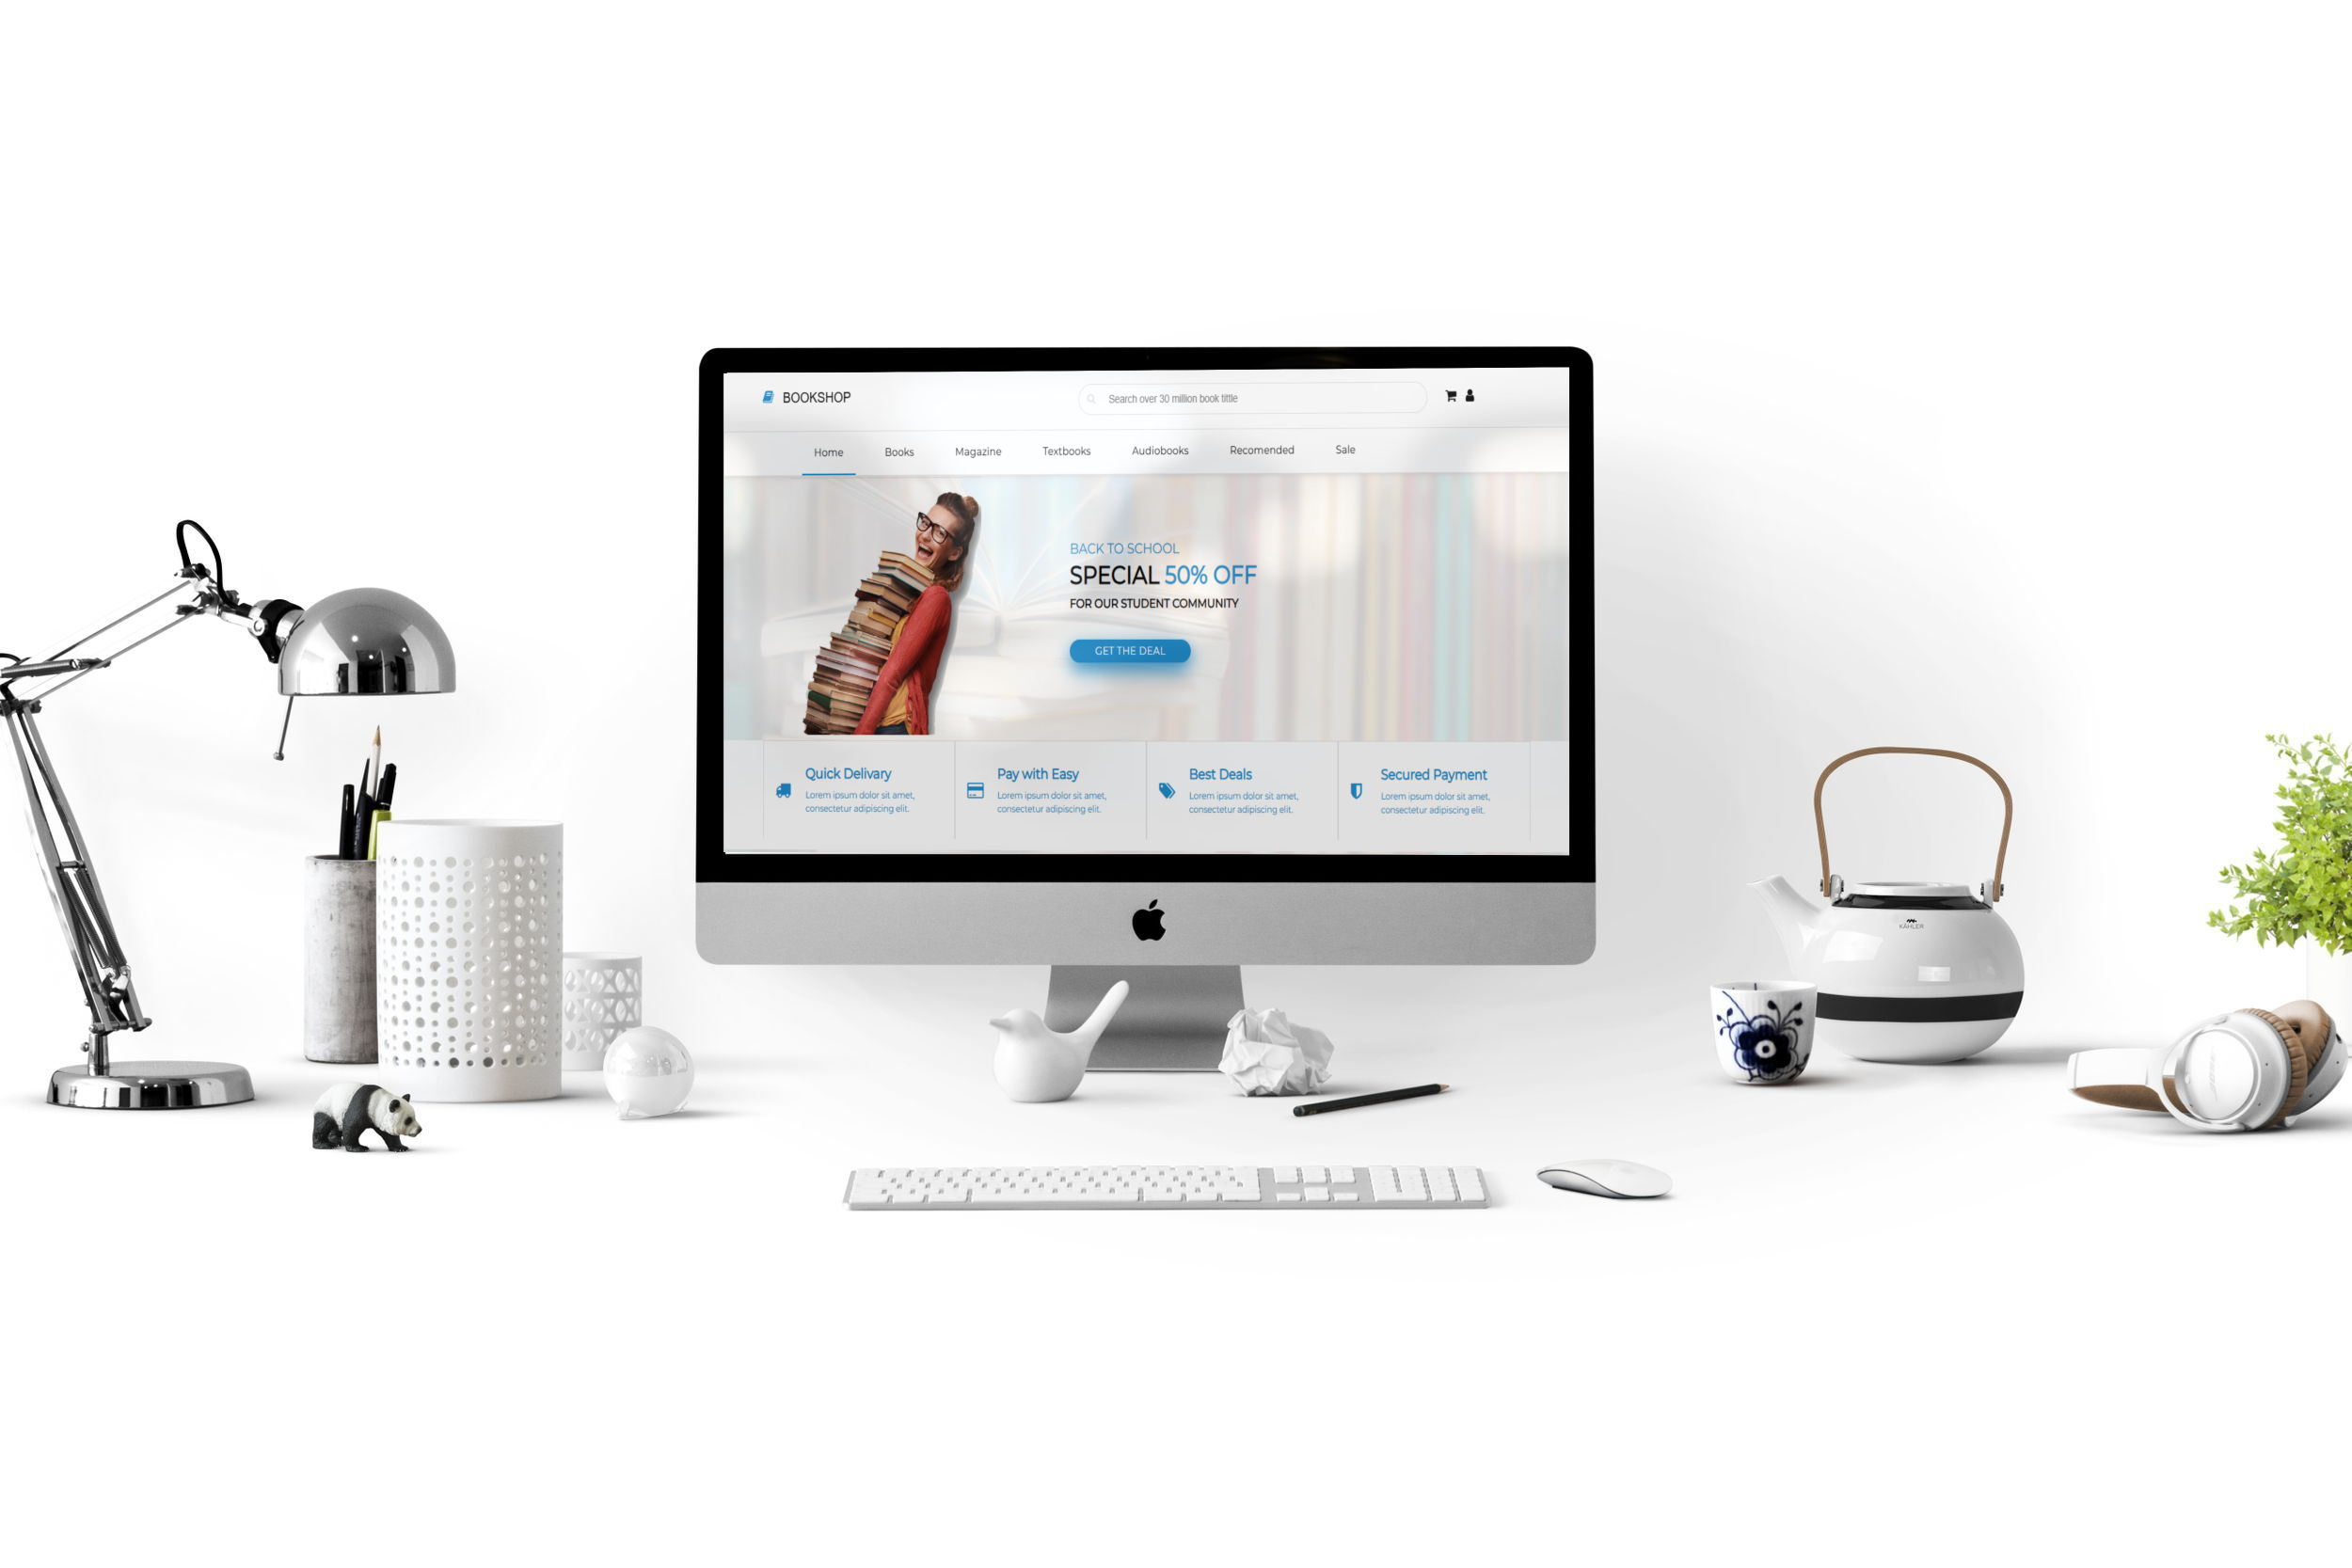 BOOKSHOP
Search over 30 million book tittle
Home Books Magazine Textbooks Audiobooks Recomended Sale
BACK TO SCHOOL
SPECIAL 50% OFF
FOR OUR STUDENT COMMUNITY
GET THE DEAL
Quick Delivary
Lorem ipsum dolor sit amet,
consectetur adipiscing elit.
Pay with Easy
Lorem ipsum dolor sit amet,
consectetur adipiscing elit.
Best Deals
Lorem ipsum dolor sit amet,
consectetur adipiscing elit.
Secured Payment
Lorem ipsum dolor sit amet,
consectetur adipiscing elit.
KÄHLER